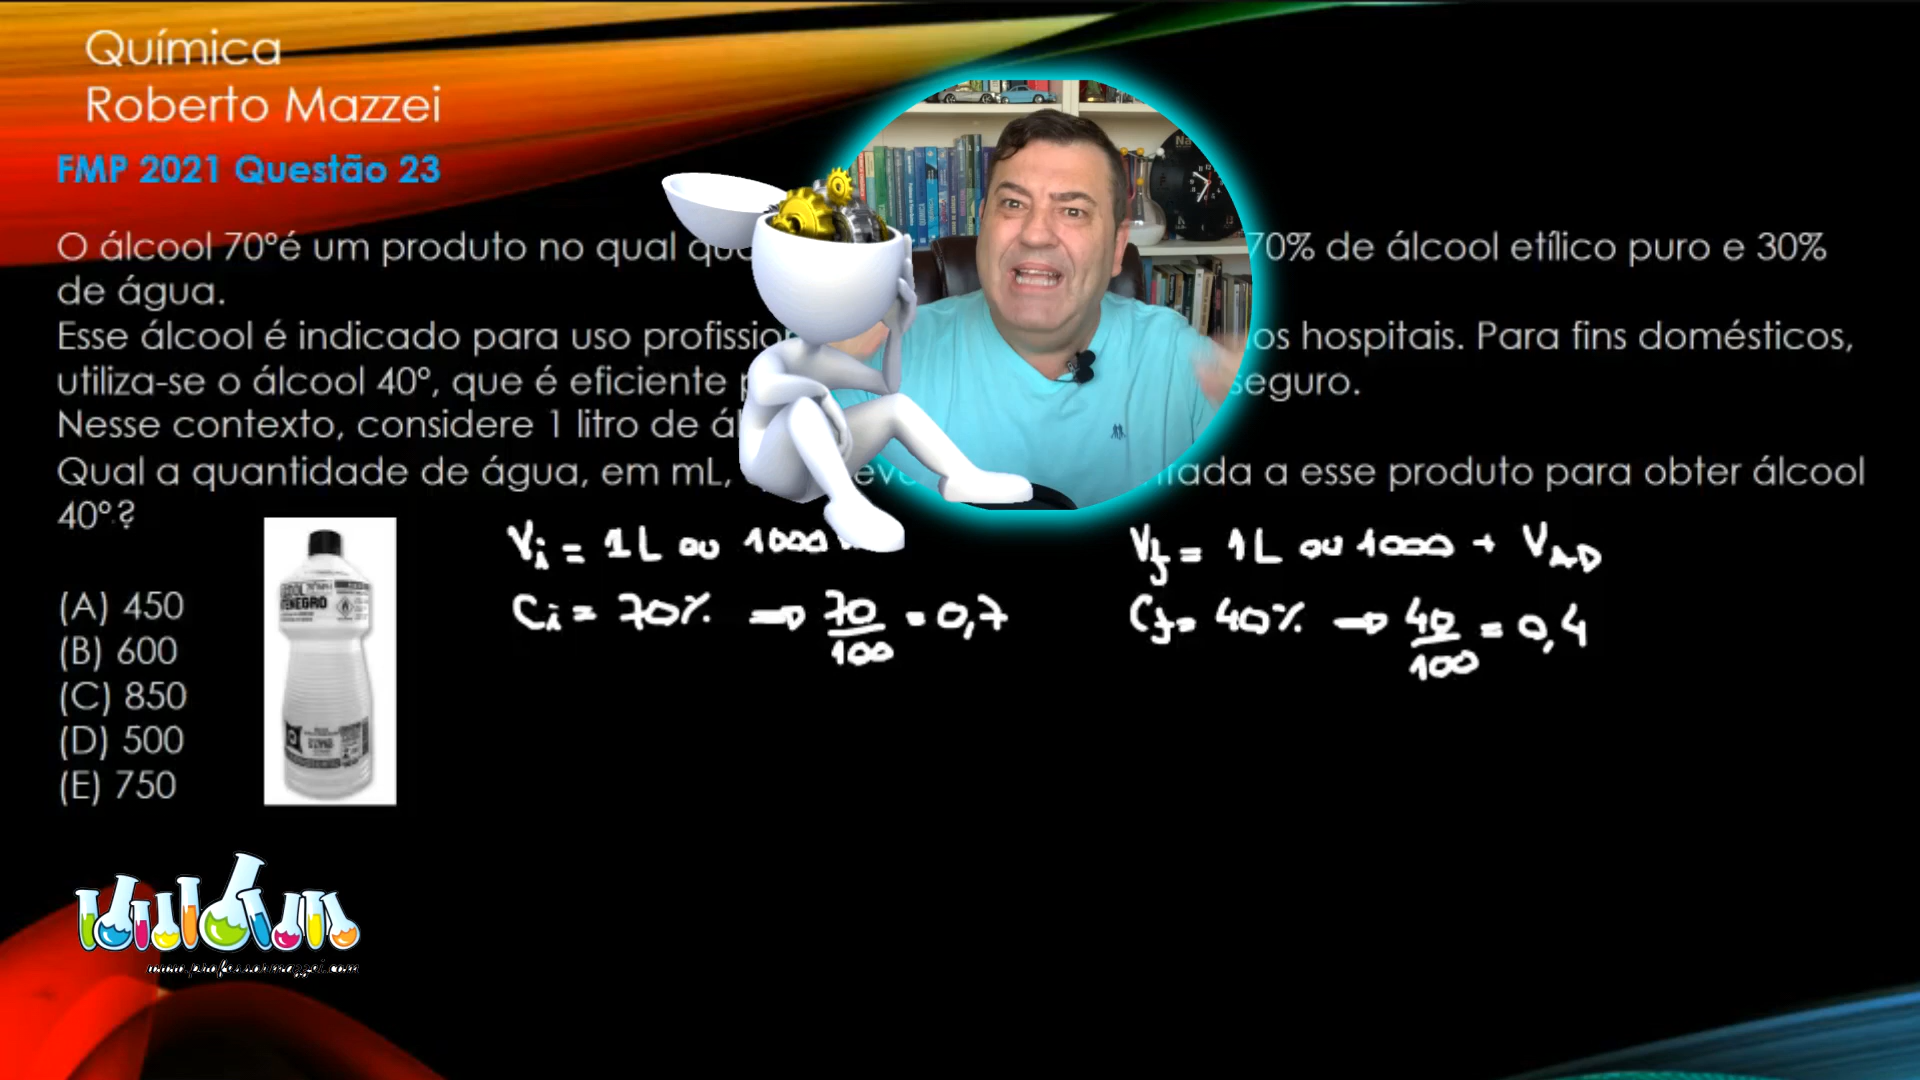 Química
Roberto Mazzei
FMP 2021 Questão 23
O álcool 70°é um produto no qual 70% de álcool etílico puro e 30%
de água.
Esse álcool é indicado para uso hospitais. Para fins domésticos,
utiliza-se o álcool 40°, que é eficiente seguro.
Nesse contexto, considere 1 litro de
Qual a quantidade de água, em mL, a esse produto para obter álcool
40°?
Vi = 1L ou 1000
Vf = 1L ou 1000 + VAD
Ci = 70% → 70/100 = 0,7
Cf = 40% → 40/100 = 0,4
(A) 450
(B) 600
(C) 850
(D) 500
(E) 750
www.professormazzei.com